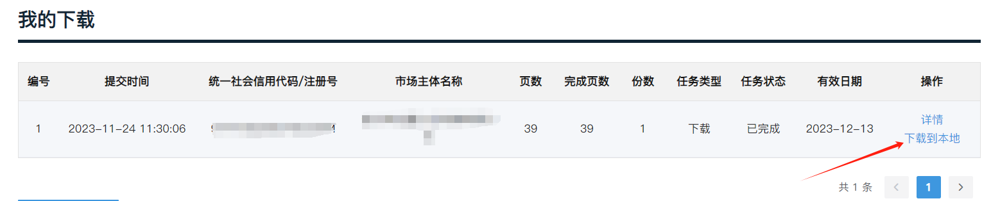 我的下载
编号 提交时间 统一社会信用代码/注册号 市场主体名称 页数 完成页数 份数 任务类型 任务状态 有效日期 操作
1 2023-11-24 11:30:06 39 39 1 下载 已完成 2023-12-13 详情
下载到本地
共 1 条 1